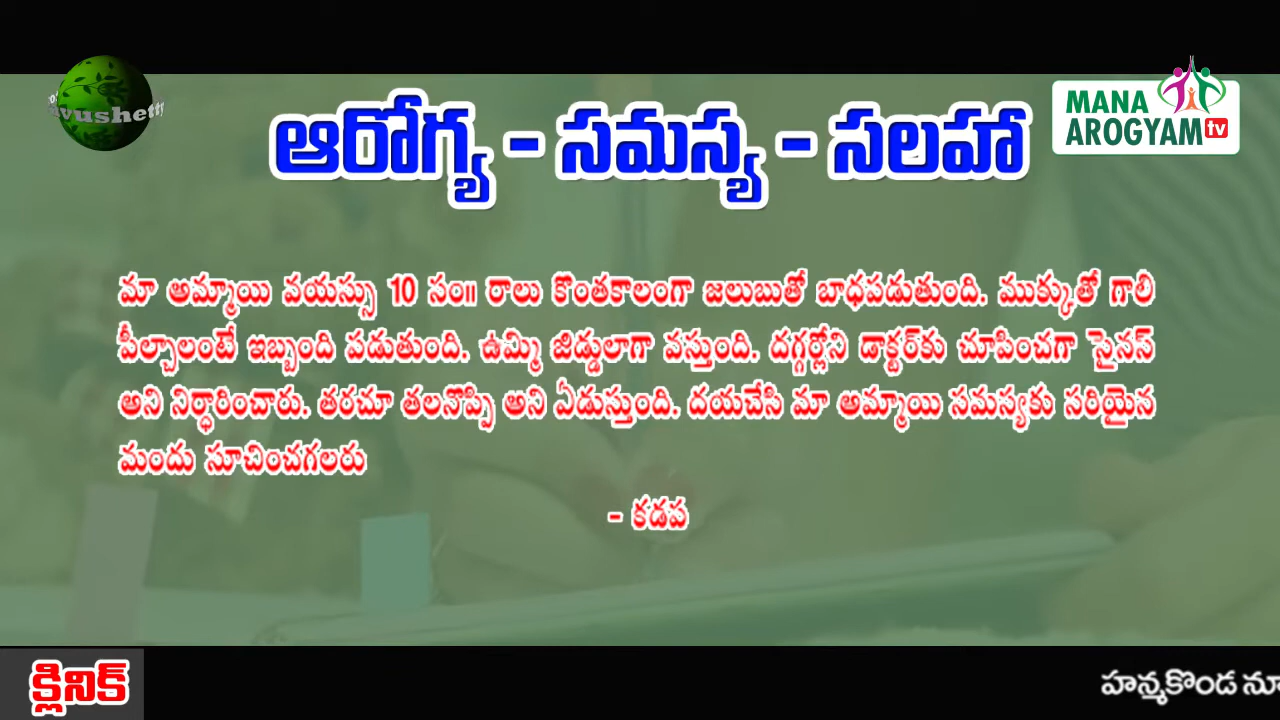 ఆరోగ్య - సమస్య - సలహా
MANA
AROGYAM tv
మా అమ్మాయి వయస్సు 10 సం॥ రాలు కొంతకాలంగా జలుబుతో బాధపడుతుంది. ముక్కుతో గాలి
పీల్చాలంటే ఇబ్బంది పడుతుంది. ఉమ్మి జిడ్డులాగా వస్తుంది. దగ్గర్లోని డాక్టర్‌కు చూపించగా సైనస్
అని నిర్ధారించారు. తరచూ తలనొప్పి అని ఏడుస్తుంది. దయచేసి మా అమ్మాయి సమస్యకు సరియైన
మందు సూచించగలరు
- కడప
క్లినిక్
హన్మకొండ నూ